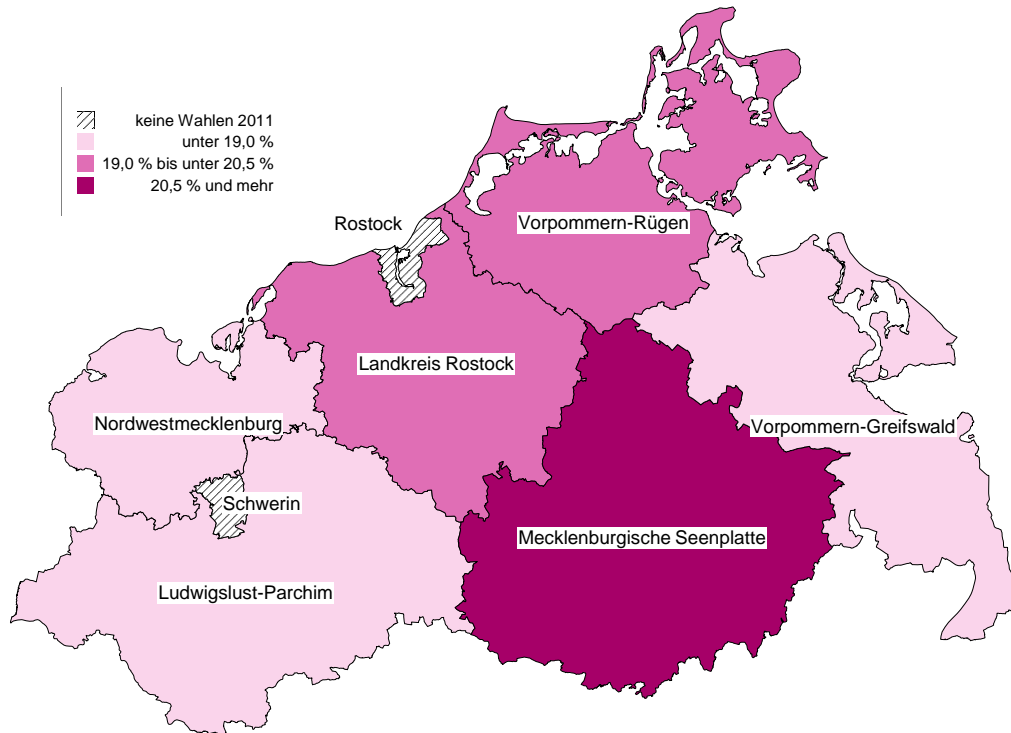 keine Wahlen 2011
unter 19,0 %
19,0 % bis unter 20,5 %
20,5 % und mehr
Rostock
Vorpommern-Rügen
Landkreis Rostock
Nordwestmecklenburg
Vorpommern-Greifswald
Schwerin
Mecklenburgische Seenplatte
Ludwigslust-Parchim